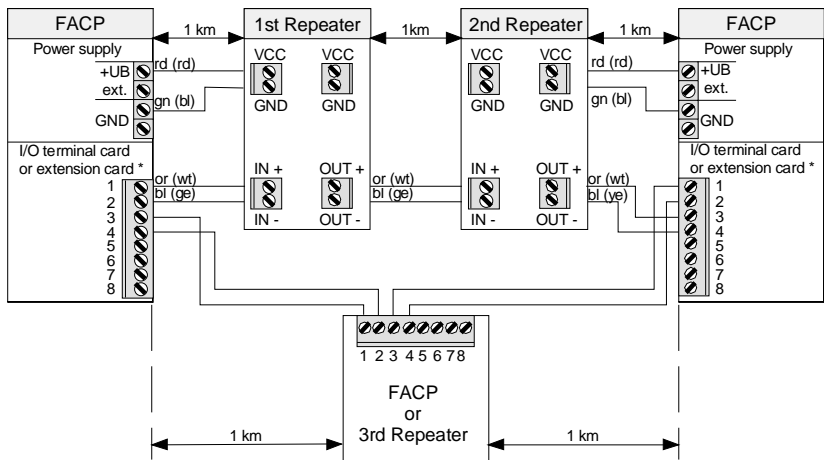 FACP
1 km
1st Repeater
1km
2nd Repeater
1 km
FACP
Power supply
+UB
ext.
GND
rd (rd)
gn (bl)
VCC
VCC
GND
GND
VCC
VCC
GND
GND
rd (rd)
gn (bl)
Power supply
+UB
ext.
GND
I/O terminal card
or extension card *
1
2
3
4
5
6
7
8
or (wt)
bl (ge)
IN +
OUT +
IN -
OUT -
or (wt)
bl (ge)
IN +
OUT +
IN -
OUT -
or (wt)
bl (ye)
I/O terminal card
or extension card *
1
2
3
4
5
6
7
8
1 2 3 4 5 6 7 8
FACP
or
3rd Repeater
1 km
1 km